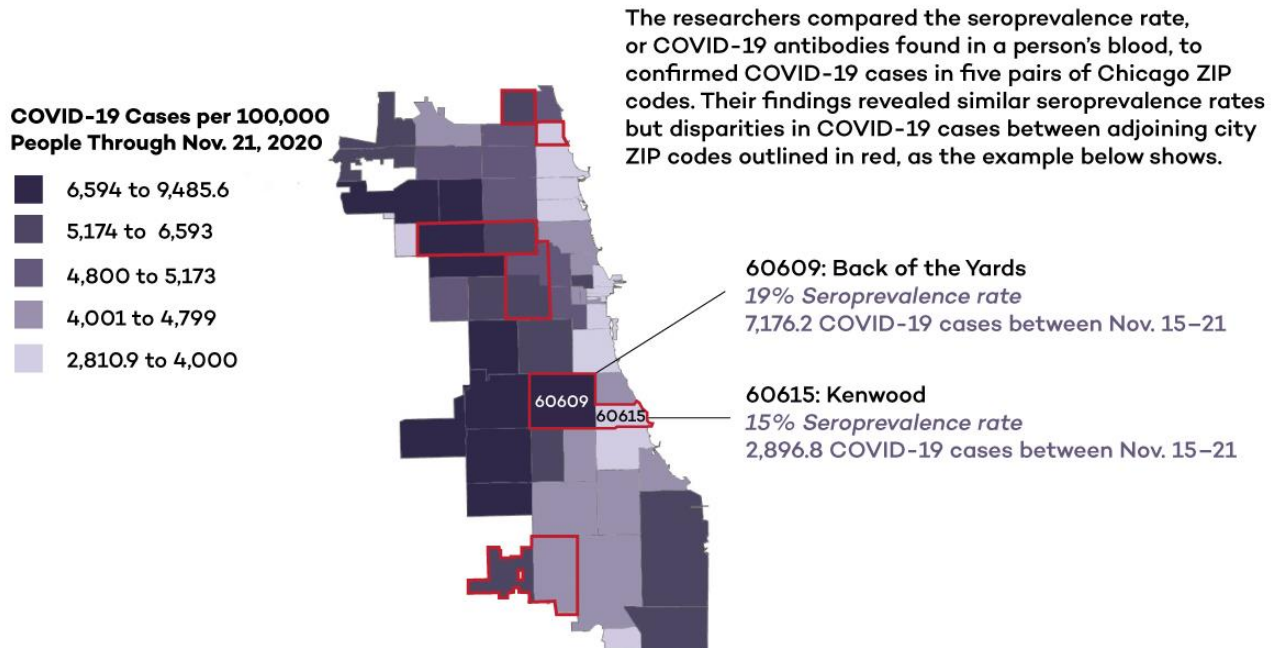 The researchers compared the seroprevalence rate,
or COVID-19 antibodies found in a person's blood, to
confirmed COVID-19 cases in five pairs of Chicago ZIP
codes. Their findings revealed similar seroprevalence rates
but disparities in COVID-19 cases between adjoining city
ZIP codes outlined in red, as the example below shows.
COVID-19 Cases per 100,000
People Through Nov. 21, 2020
6,594 to 9,485.6
5,174 to 6,593
4,800 to 5,173
4,001 to 4,799
2,810.9 to 4,000
60609
60615
60609: Back of the Yards
19% Seroprevalence rate
7,176.2 COVID-19 cases between Nov. 15–21
60615: Kenwood
15% Seroprevalence rate
2,896.8 COVID-19 cases between Nov. 15–21